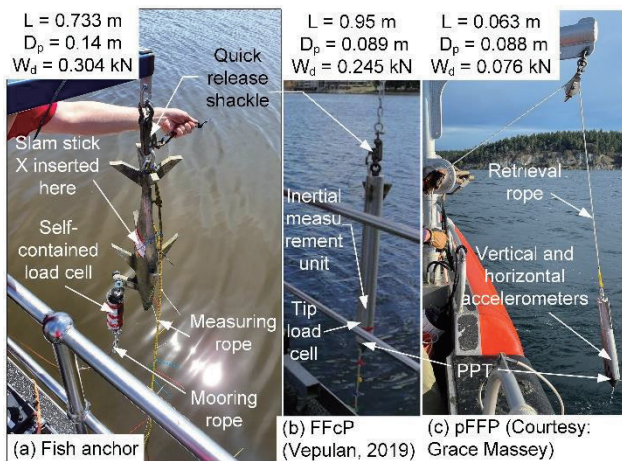 L = 0.733 m
Dp = 0.14 m
Wd = 0.304 kN
Quick
release
shackle
L = 0.95 m
Dp = 0.089 m
Wd = 0.245 kN
L = 0.063 m
Dp = 0.088 m
Wd = 0.076 kN
Slam stick
X inserted
here
Self-
contained
load cell
Measuring
rope
Mooring
rope
(a) Fish anchor
Inertial
measu-
rement
unit
Tip
load
cell
PPT
(b) FFcP
(Vepulan, 2019)
Retrieval
rope
Vertical and
horizontal
accelerometers
(c) pFFP (Courtesy:
Grace Massey)